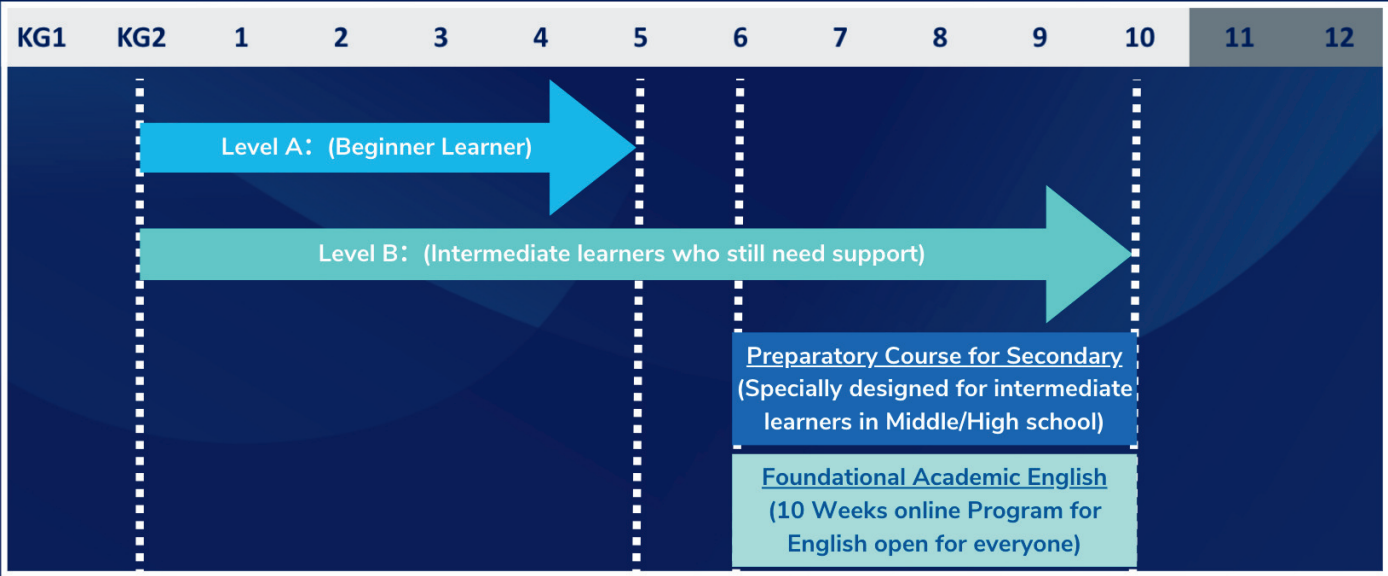 KG1 KG2 1 2 3 4 5 6 7 8 9 10 11 12
Level A：(Beginner Learner)
Level B：(Intermediate learners who still need support)
Preparatory Course for Secondary
(Specially designed for intermediate
learners in Middle/High school)
Foundational Academic English
(10 Weeks online Program for
English open for everyone)